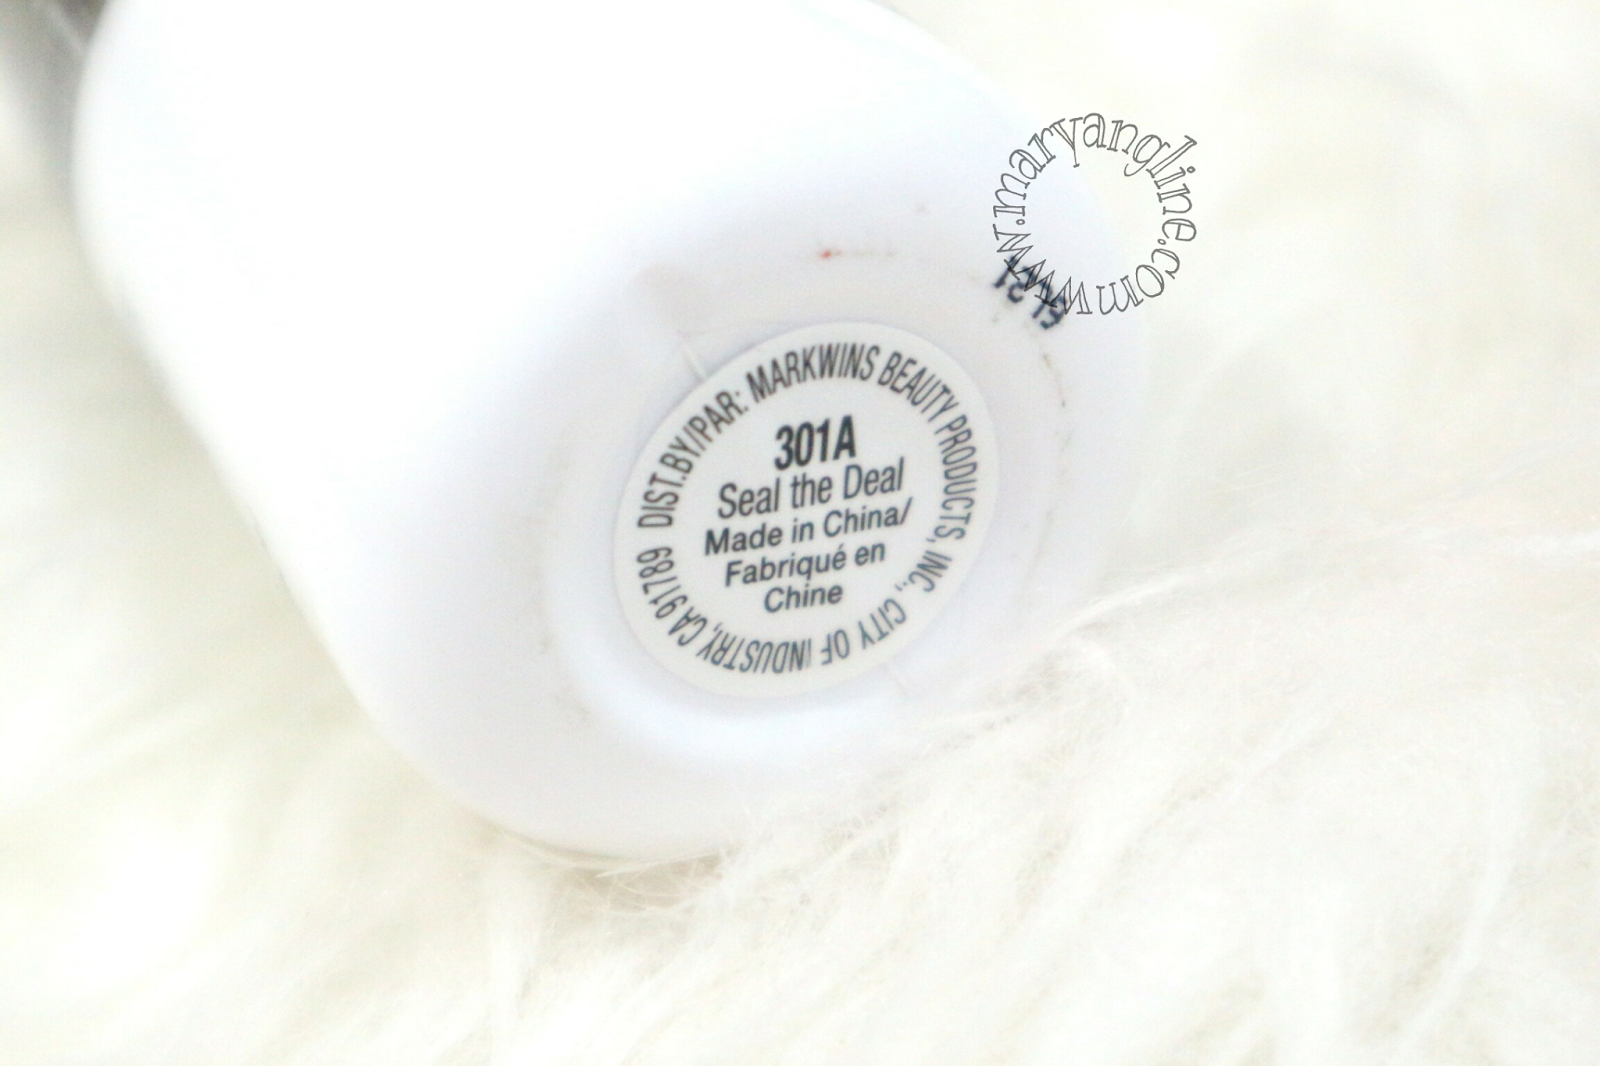 www.maryangline.com
DIST.BY/PAR: MARKWINS BEAUTY PRODUCTS, INC., CITY OF INDUSTRY, CA 91789
301A
Seal the Deal
Made in China/
Fabriqué en
Chine